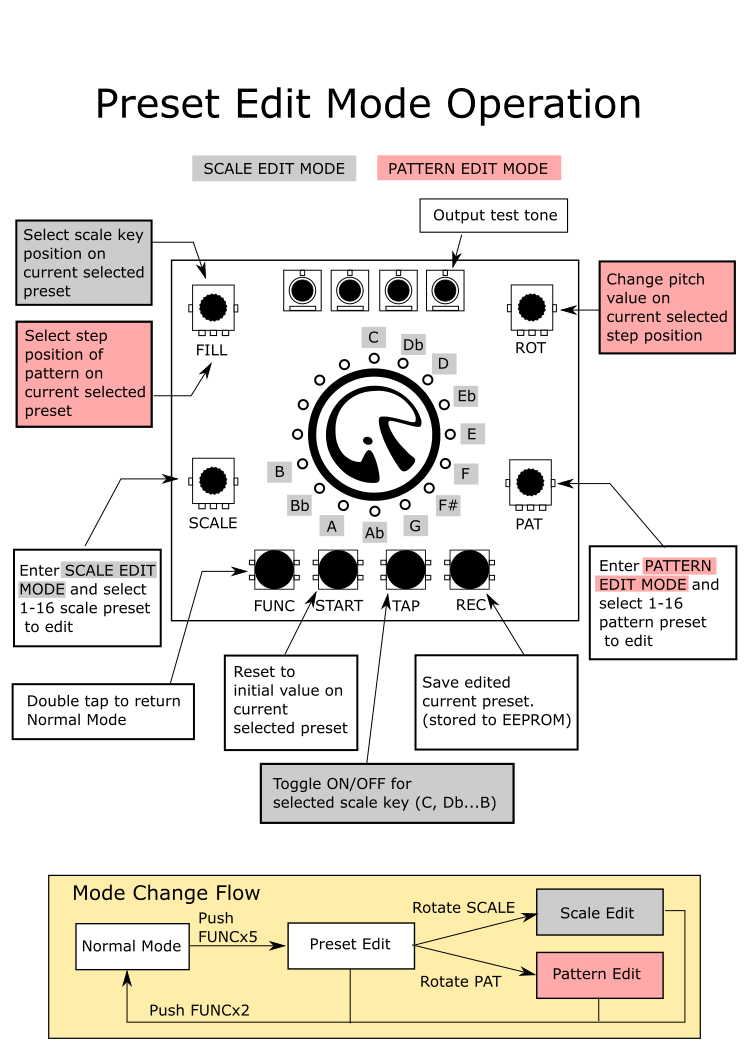 Preset Edit Mode Operation
SCALE EDIT MODE
PATTERN EDIT MODE
Output test tone
Select scale key
position on
current selected
preset
Select step
position of
pattern on
current selected
preset
Change pitch
value on
current selected
step position
FILL
ROT
C
Db
D
Eb
E
F
F#
G
Ab
A
Bb
B
SCALE
PAT
FUNC
START
TAP
REC
Enter SCALE EDIT
MODE and select
1-16 scale preset
to edit
Enter PATTERN
EDIT MODE and
select 1-16
pattern preset
to edit
Double tap to return
Normal Mode
Reset to
initial value on
current
selected preset
Save edited
current preset.
(stored to EEPROM)
Toggle ON/OFF for
selected scale key (C, Db...B)
Mode Change Flow
Normal Mode
Push
FUNCx5
Preset Edit
Rotate SCALE
Scale Edit
Rotate PAT
Pattern Edit
Push FUNCx2